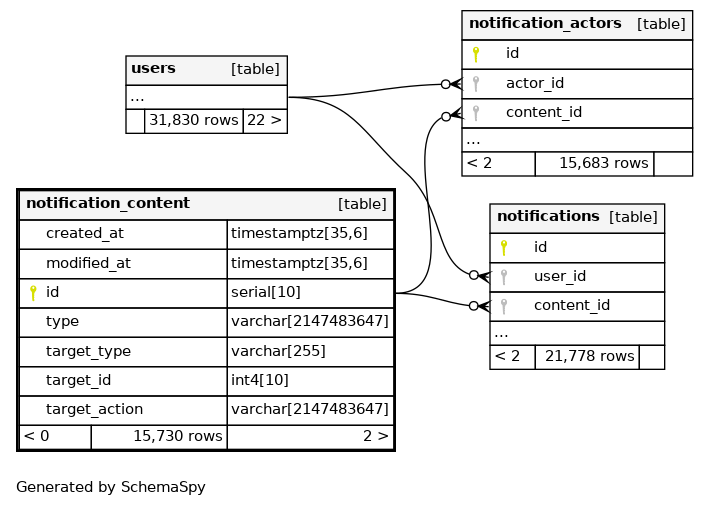 users [table]
...
31,830 rows 22 >
notification_actors [table]
id
actor_id
content_id
...
< 2 15,683 rows
notification_content [table]
created_at timestamptz[35,6]
modified_at timestamptz[35,6]
id serial[10]
type varchar[2147483647]
target_type varchar[255]
target_id int4[10]
target_action varchar[2147483647]
< 0 15,730 rows 2 >
notifications [table]
id
user_id
content_id
...
< 2 21,778 rows
Generated by SchemaSpy